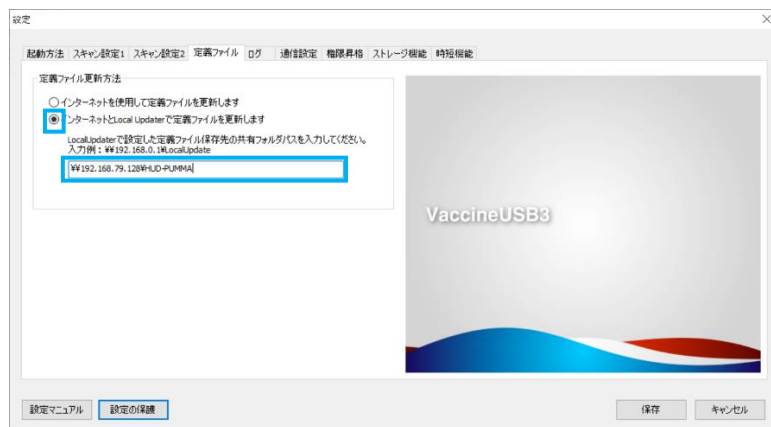 設定
起動方法 スキャン設定1 スキャン設定2 定義ファイル ログ 通信設定 権限昇格 ストレージ機能 時短機能
定義ファイル更新方法
インターネットを使用して定義ファイルを更新します
インターネットとLocal Updaterで定義ファイルを更新します
LocalUpdaterで設定した定義ファイル保存先の共有フォルダパスを入力してください。
入力例：¥¥192.168.0.1¥LocalUpdate
¥¥192.168.79.128¥HUD-PUMMA
VaccineUSB3
設定マニュアル 設定の保護 保存 キャンセル